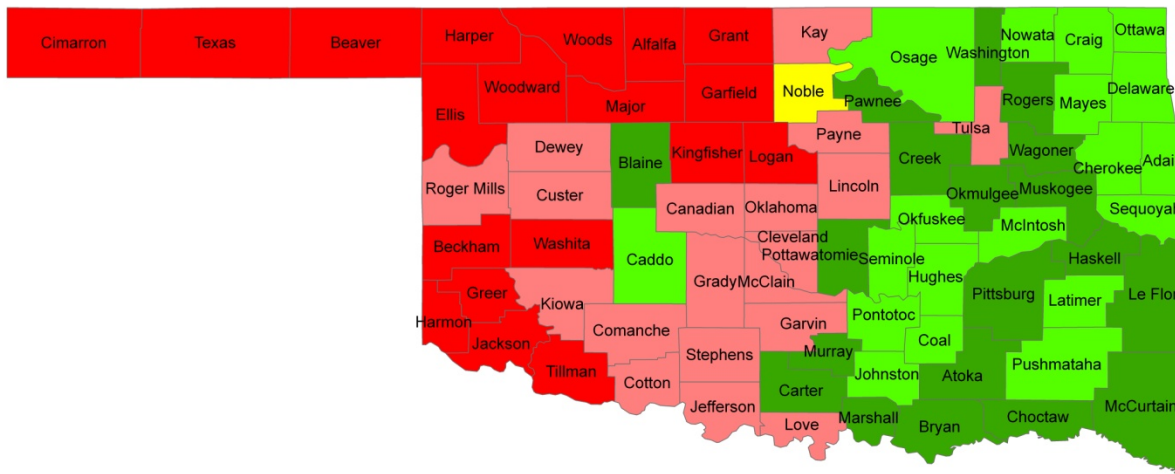 Cimarron
Texas
Beaver
Harper
Woods
Alfalfa
Grant
Kay
Osage
Washington
Nowata
Craig
Ottawa
Ellis
Woodward
Major
Garfield
Noble
Pawnee
Rogers
Mayes
Delaware
Dewey
Blaine
Kingfisher
Logan
Payne
Creek
Tulsa
Wagoner
Cherokee
Adai
Roger Mills
Custer
Canadian
Oklahoma
Lincoln
Okmulgee
Muskogee
Sequoyal
Beckham
Washita
Caddo
Cleveland
Pottawatomie
Okfuskee
Seminole
McIntosh
Haskell
Greer
Kiowa
Grady
McClain
Hughes
Pittsburg
Latimer
Le Flor
Harmon
Jackson
Comanche
Garvin
Pontotoc
Coal
Tillman
Cotton
Stephens
Murray
Johnston
Atoka
Pushmataha
Jefferson
Carter
Love
Marshall
Bryan
Choctaw
McCurtain